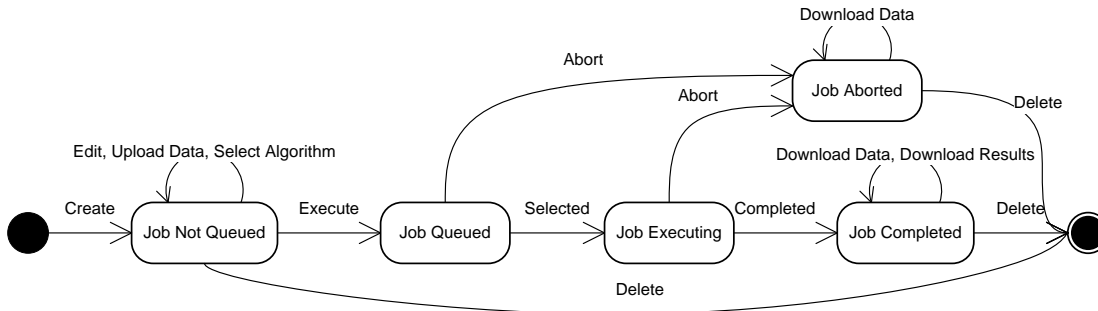 Download Data
Abort
Job Aborted
Abort
Delete
Edit, Upload Data, Select Algorithm
Download Data, Download Results
Create
Execute
Selected
Completed
Delete
Job Not Queued
Job Queued
Job Executing
Job Completed
Delete